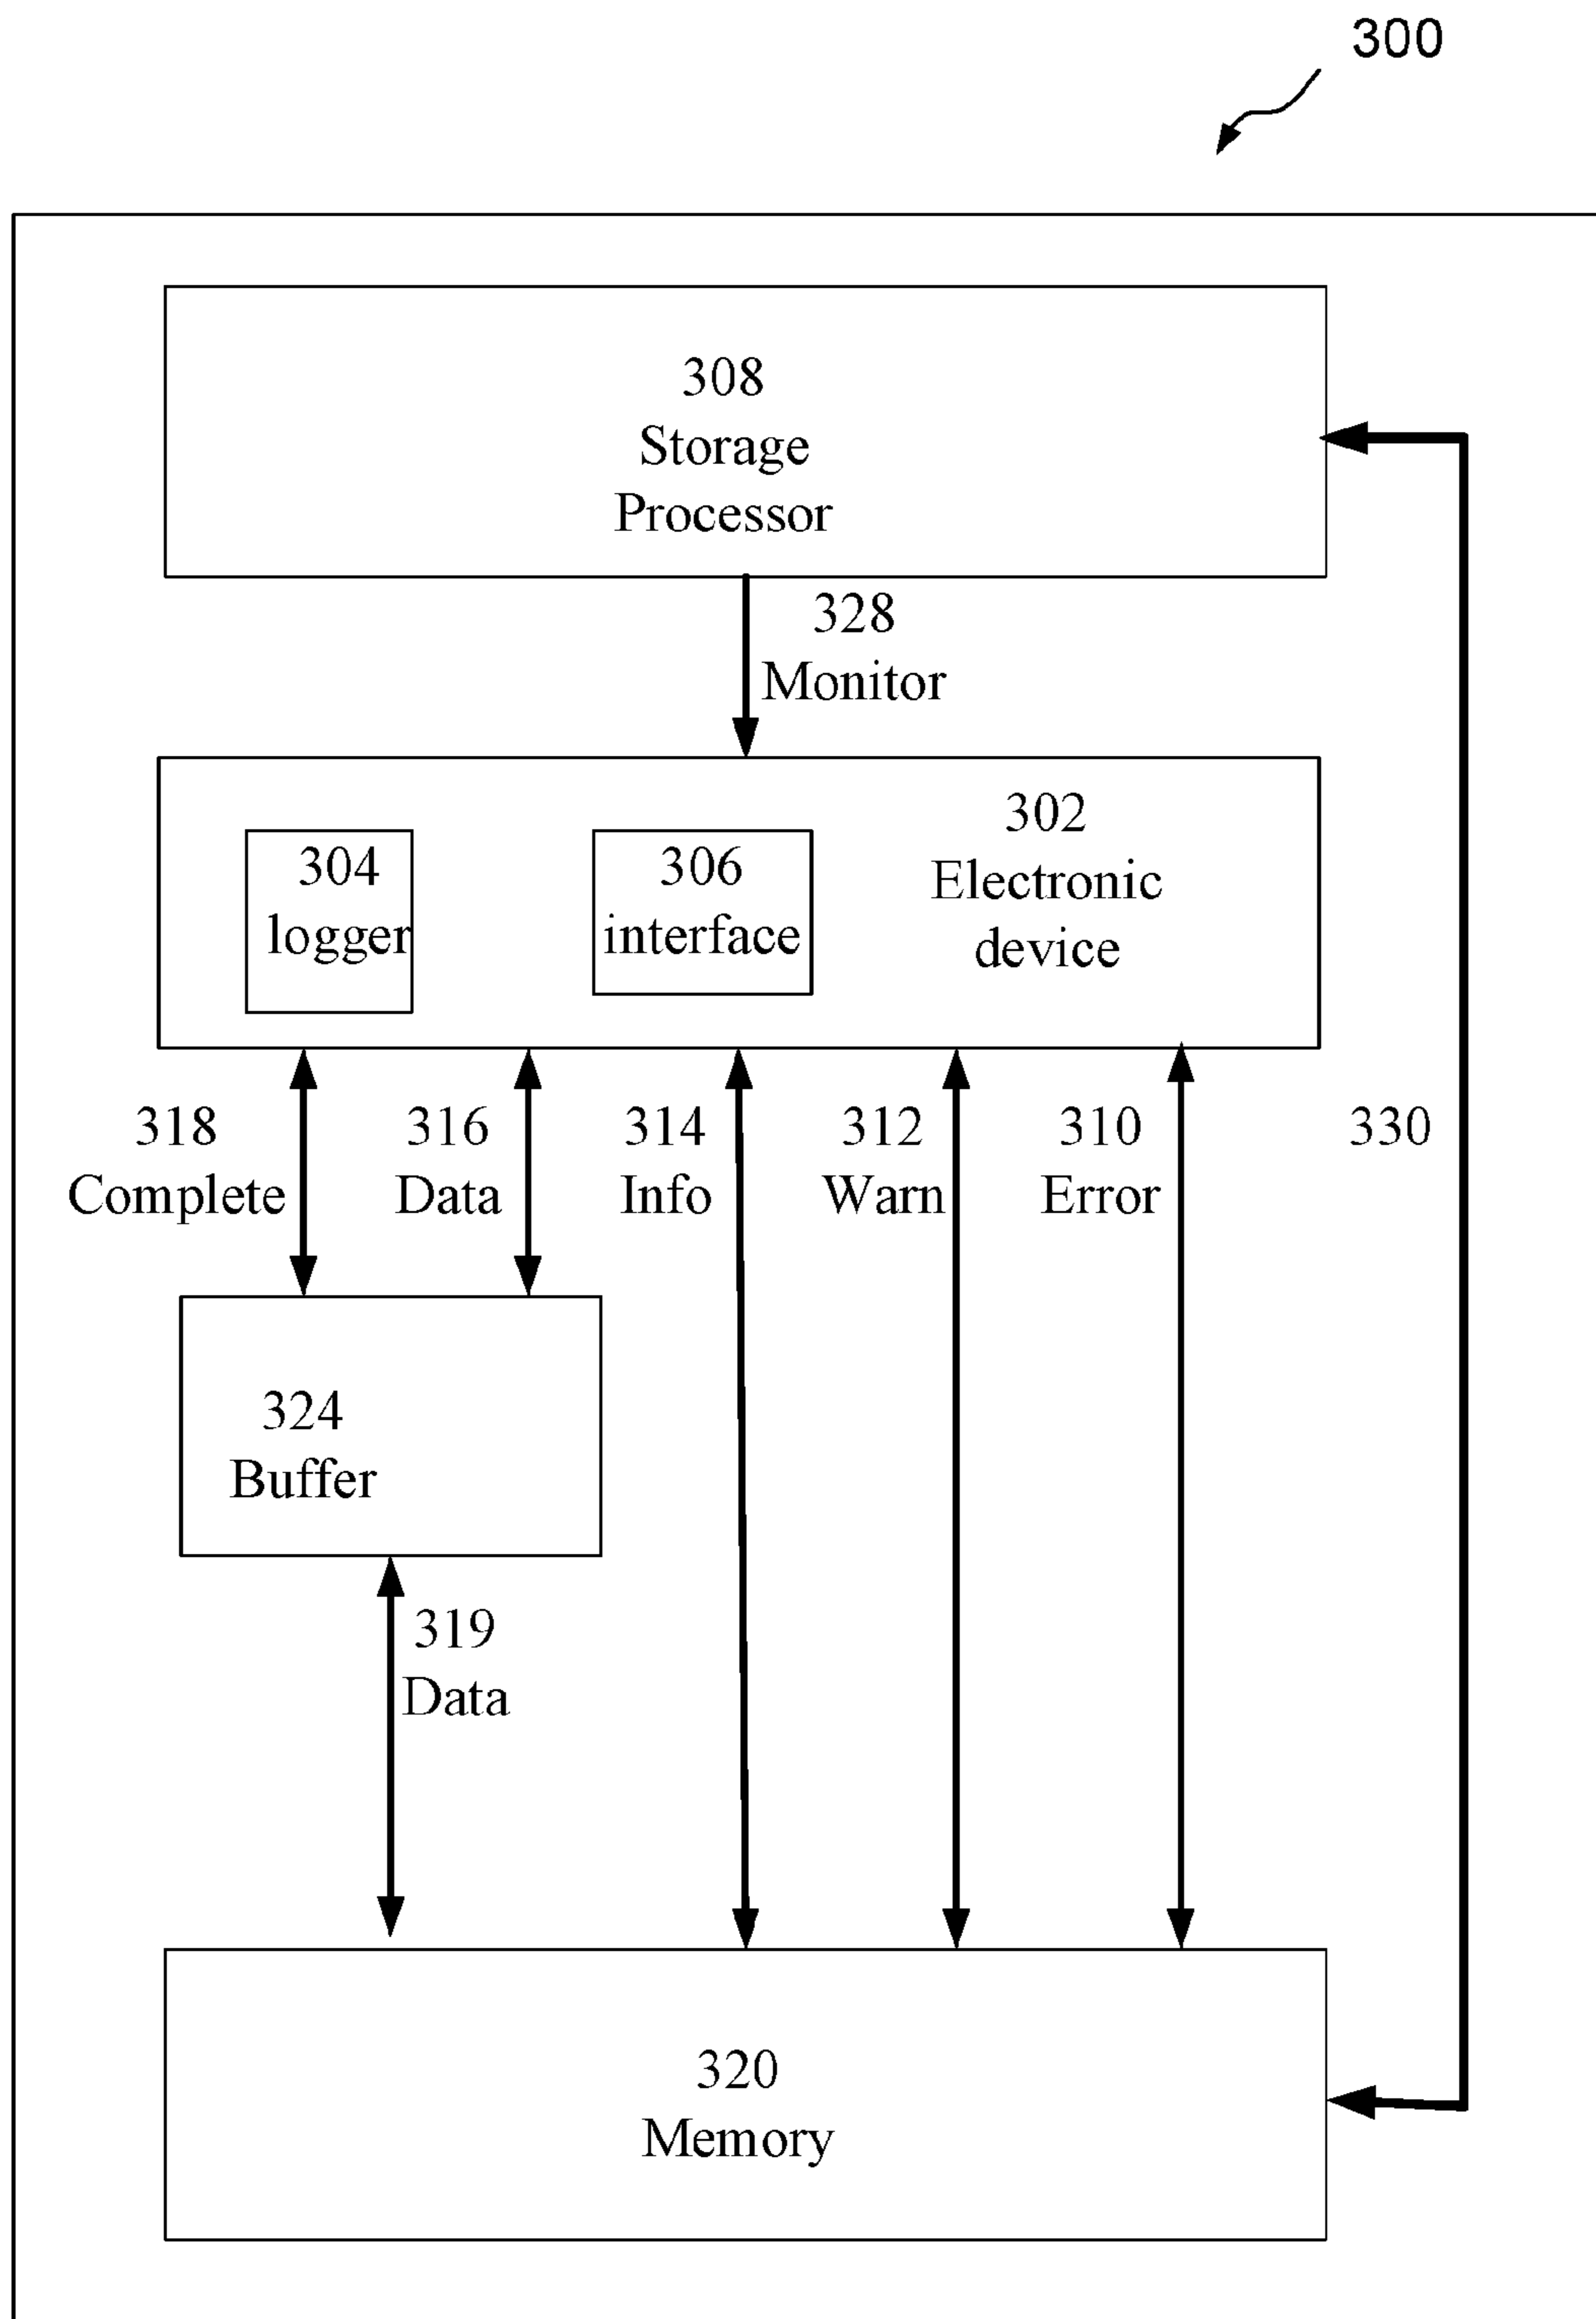 300
308
Storage
Processor
328
Monitor
302
Electronic
device
304
logger
306
interface
318
Complete
316
Data
314
Info
312
Warn
310
Error
330
324
Buffer
319
Data
320
Memory